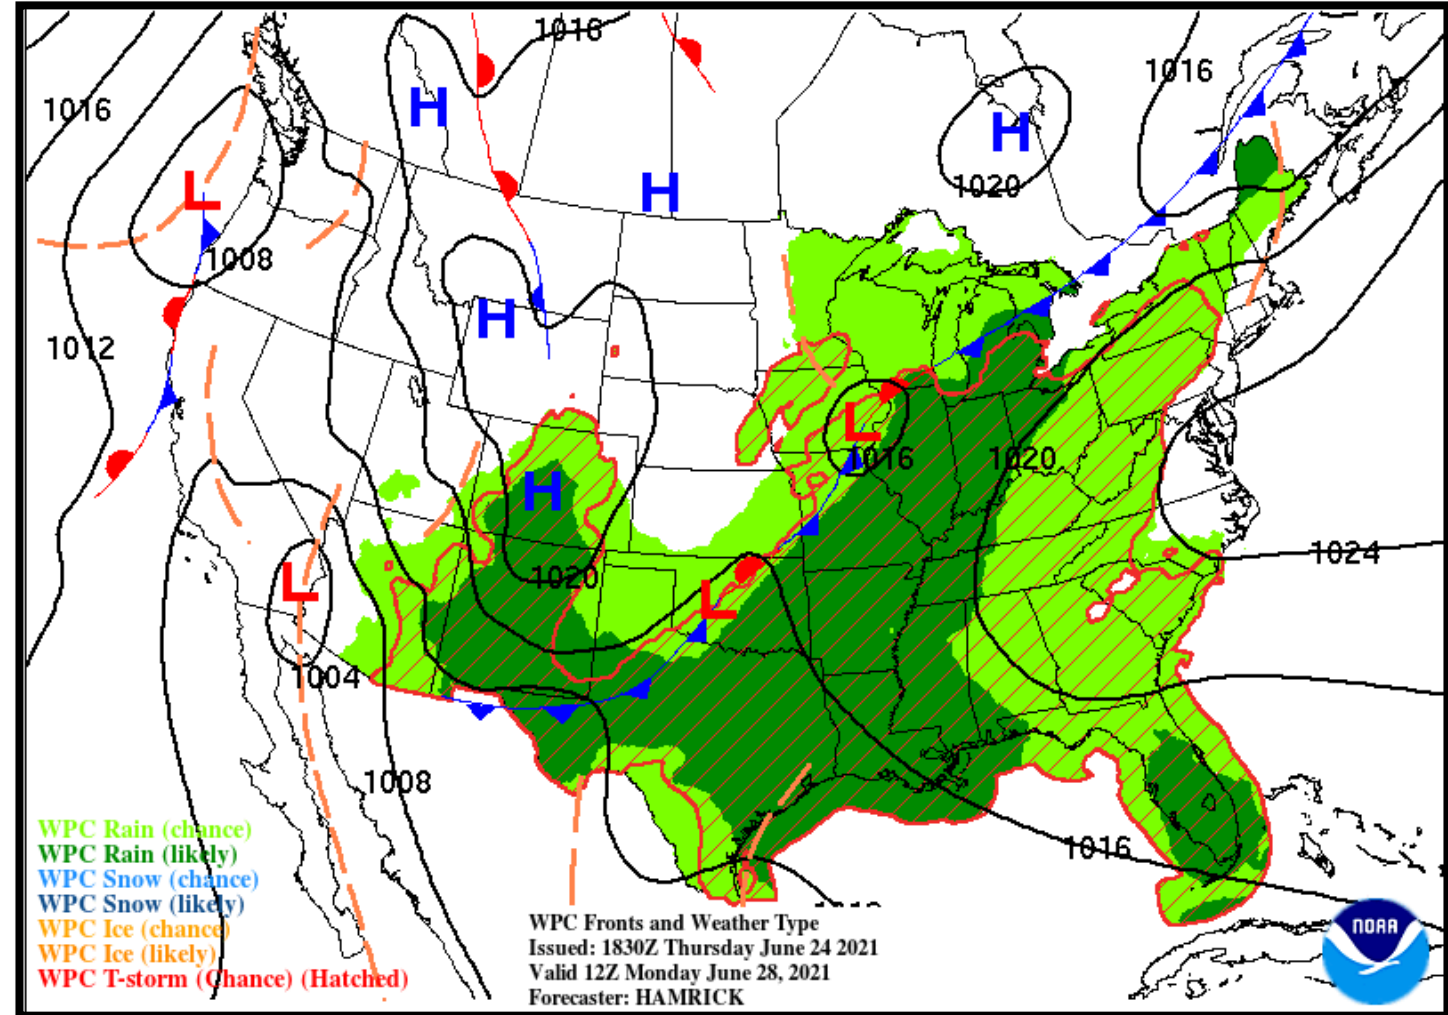 1016
1016
1016
H
H
H
L
1020
1008
H
1012
L
1016
1020
H
1024
1020
L
L
1004
1008
1016
WPC Rain (chance)
WPC Rain (likely)
WPC Snow (chance)
WPC Snow (likely)
WPC Ice (chance)
WPC Ice (likely)
WPC T-storm (Chance) (Hatched)
WPC Fronts and Weather Type
Issued: 1830Z Thursday June 24 2021
Valid 12Z Monday June 28, 2021
Forecaster: HAMRICK
NOAA